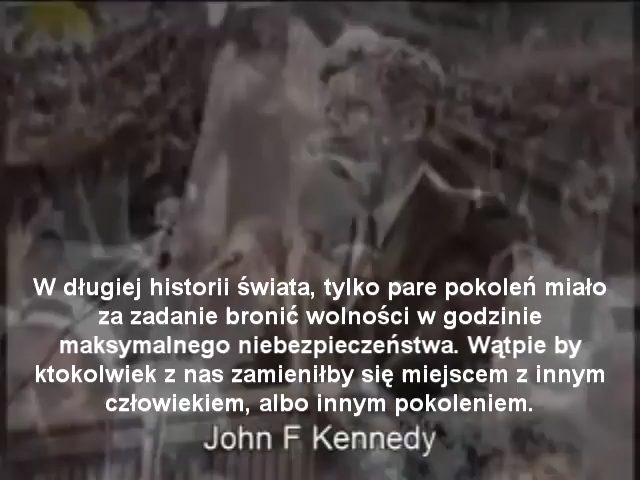 W długiej historii świata, tylko pare pokoleń miało
za zadanie bronić wolności w godzinie
maksymalnego niebezpieczeństwa. Wątpie by
ktokolwiek z nas zamieniłby się miejscem z innym
człowiekiem, albo innym pokoleniem.
John F Kennedy